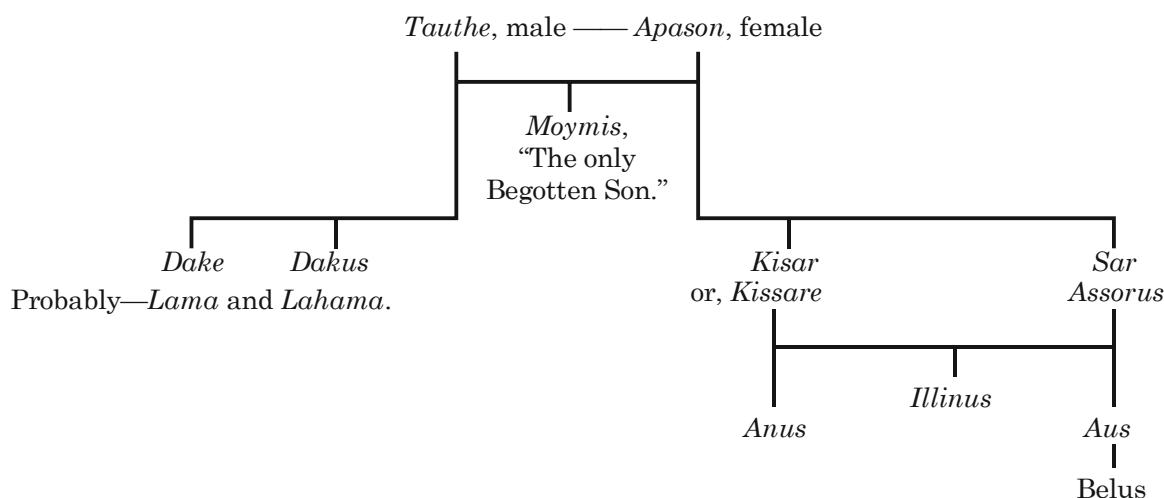 Tauthe, male —— Apason, female
Moymis,
“The only
Begotten Son.”
Dake Dakus Kisar Sar
Probably—Lama and Lahama. or, Kissare Assorus
Illinus
Anus Aus
Belus